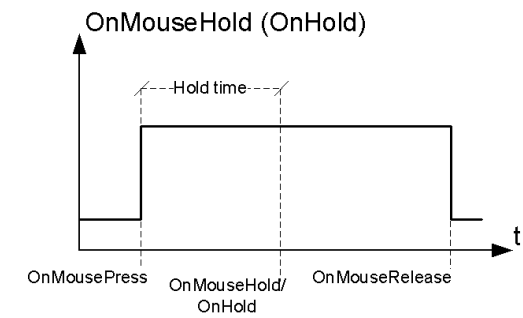 OnMouseHold (OnHold)
Hold time
t
OnMousePress
OnMouseHold/
OnHold
OnMouseRelease